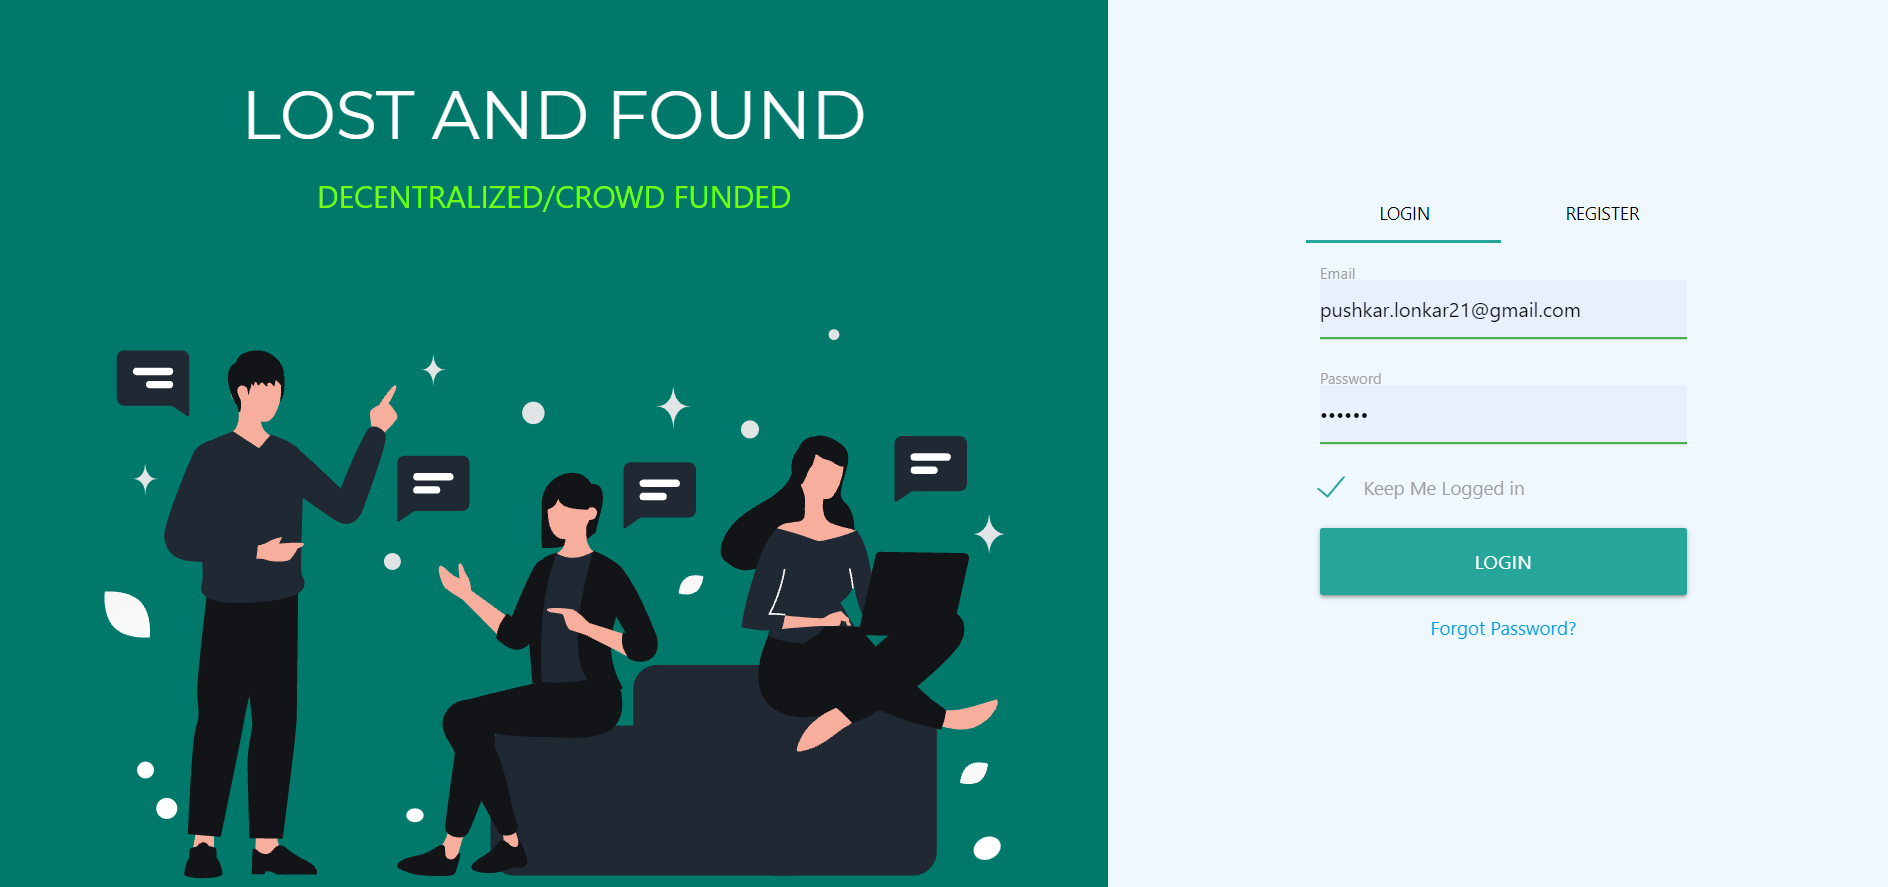 LOST AND FOUND
DECENTRALIZED/CROWD FUNDED
LOGIN
REGISTER
Email
pushkar.lonkar21@gmail.com
Password
••••••
Keep Me Logged in
LOGIN
Forgot Password?